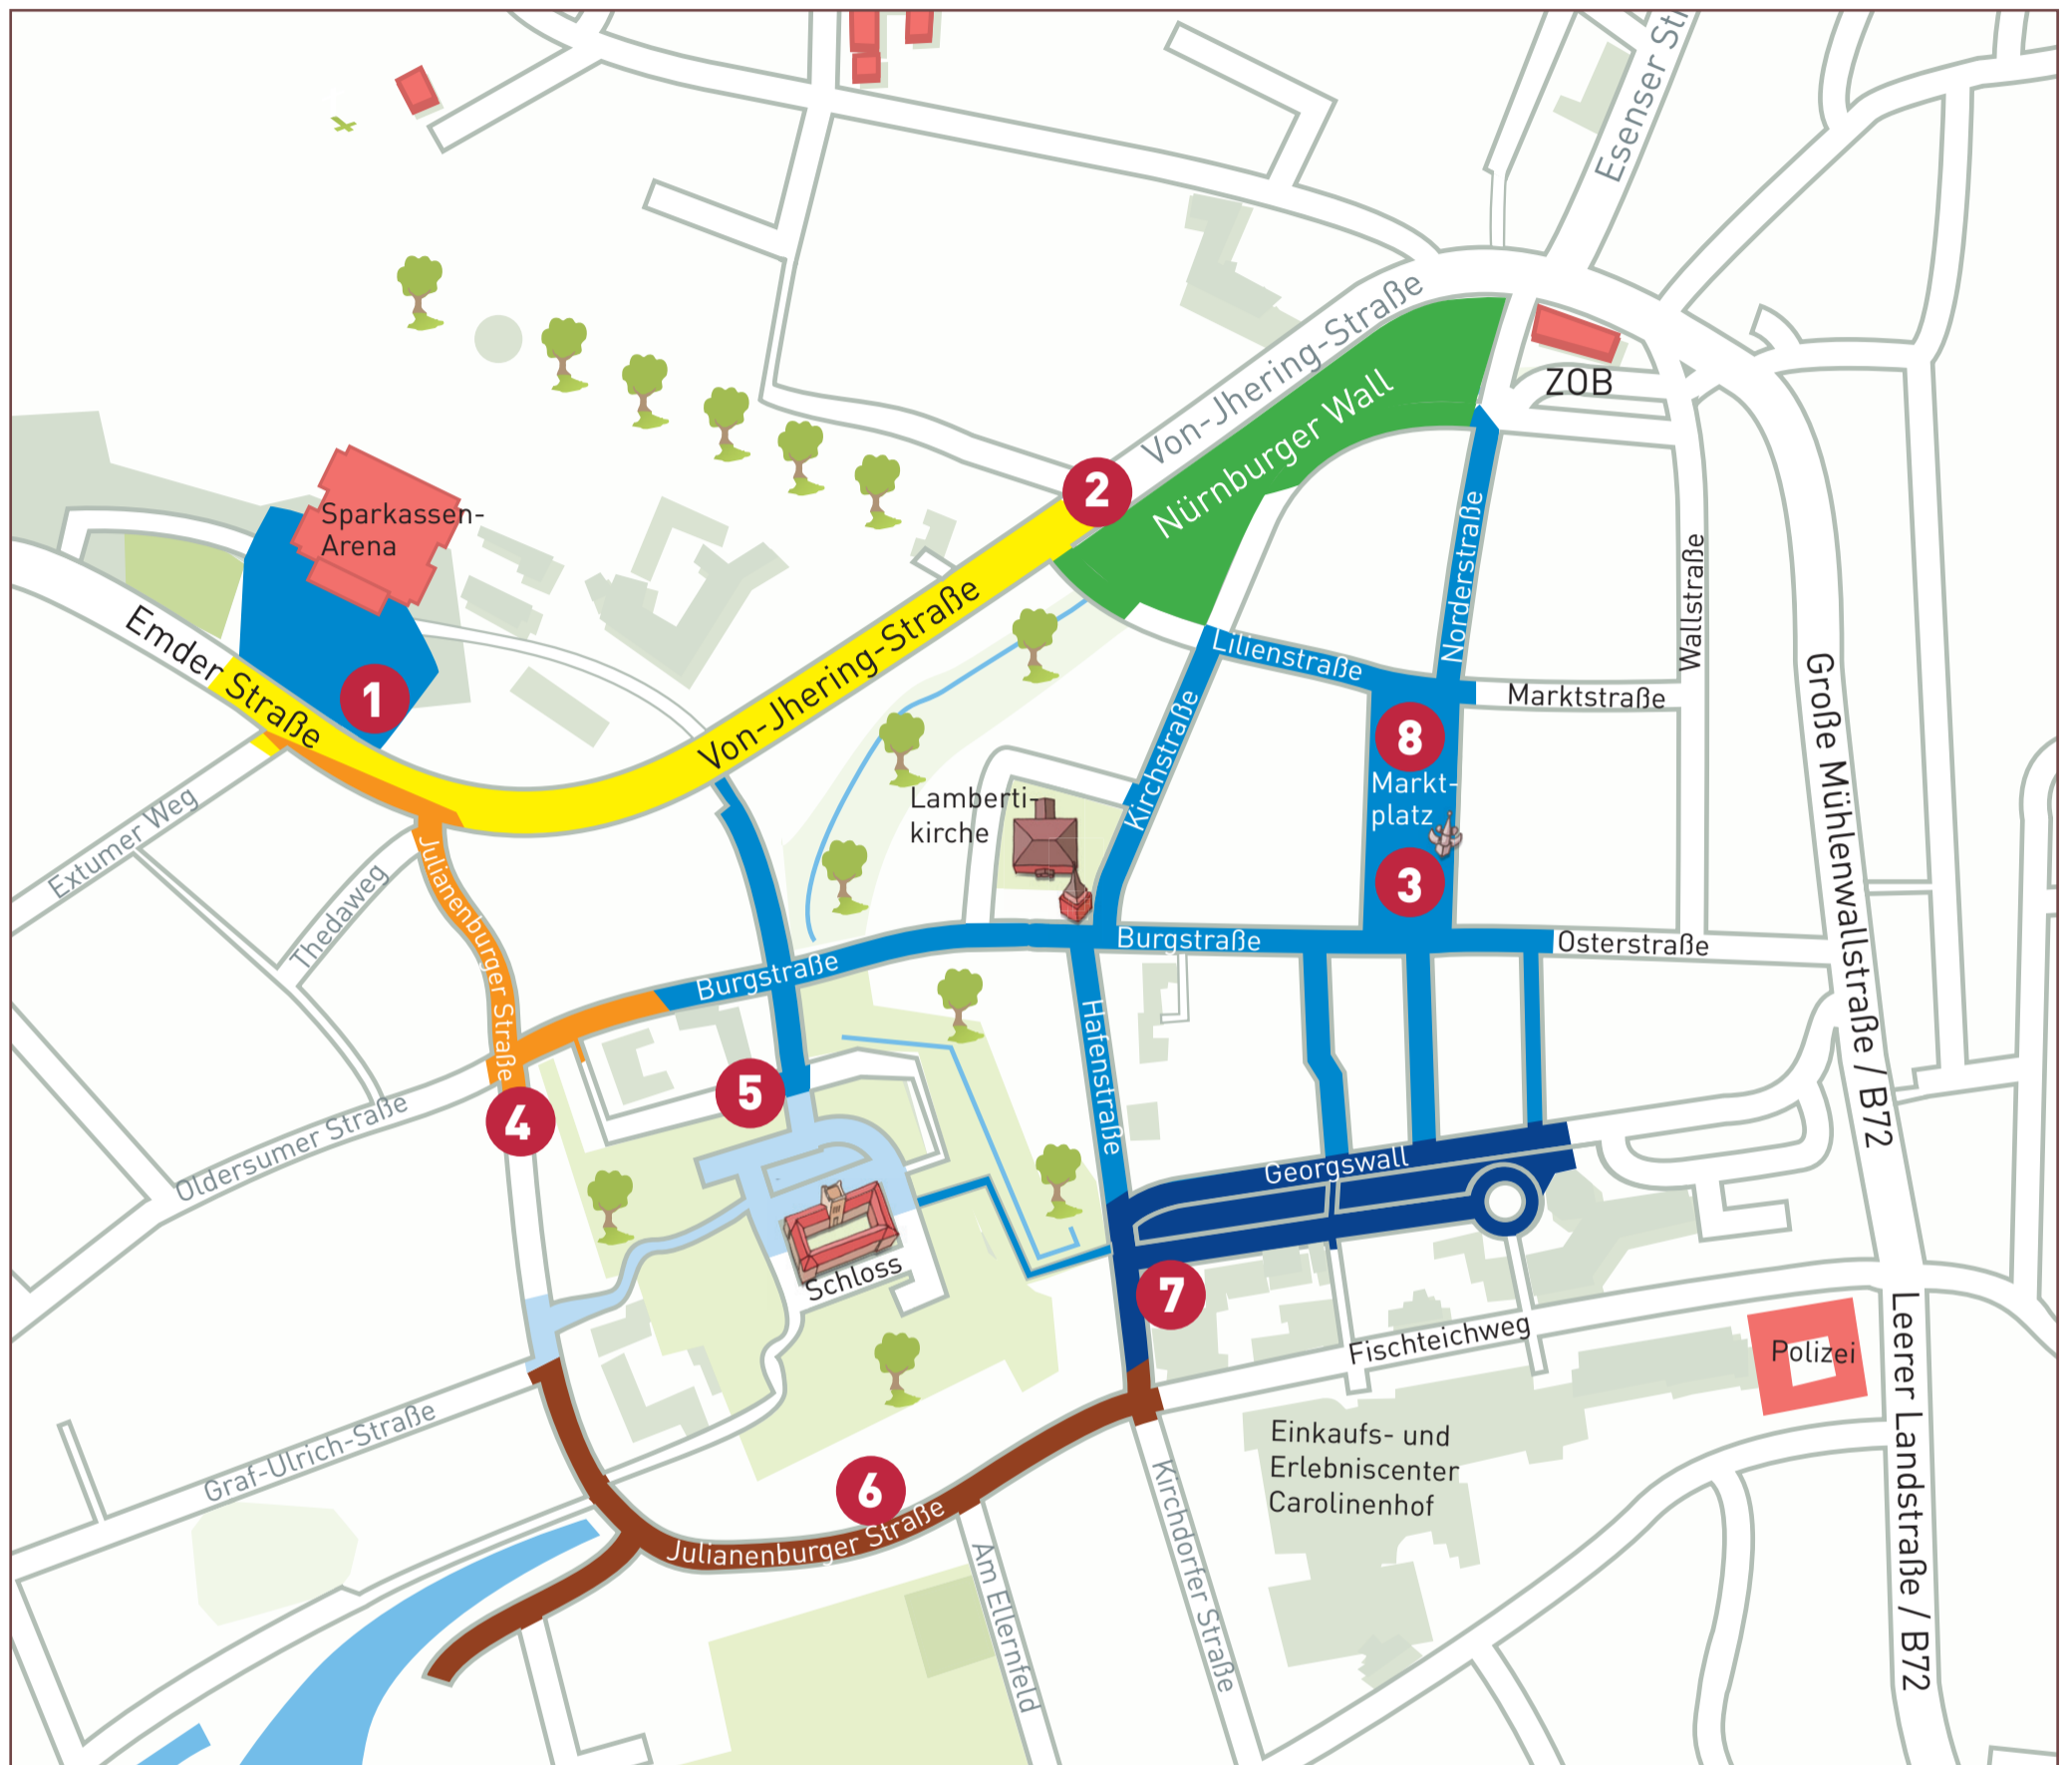 Esenser Str
Von-Jhering-Straße
Nürnburger Wall
ZOB
2
Sparkassen-
Arena
Norderstraße
Wallstraße
Emder Straße
1
Von-Jhering-Straße
Lilienstraße
Marktstraße
Große Mühlenwallstraße / B72
8
Markt-
platz
3
Kirchstraße
Lamberti-
kirche
Extumer Weg
Thedaweg
Julianenburger Straße
Burgstraße
Burgstraße
Osterstraße
Hafenstraße
5
4
Oldersumer Straße
Georgswall
Schloss
7
Fischteichweg
Polizei
Leerer Landstraße / B72
Graf-Ulrich-Straße
Einkaufs- und
Erlebniscenter
Carolinenhof
6
Julianenburger Straße
Kirchdorfer Straße
Am Ellernfeld